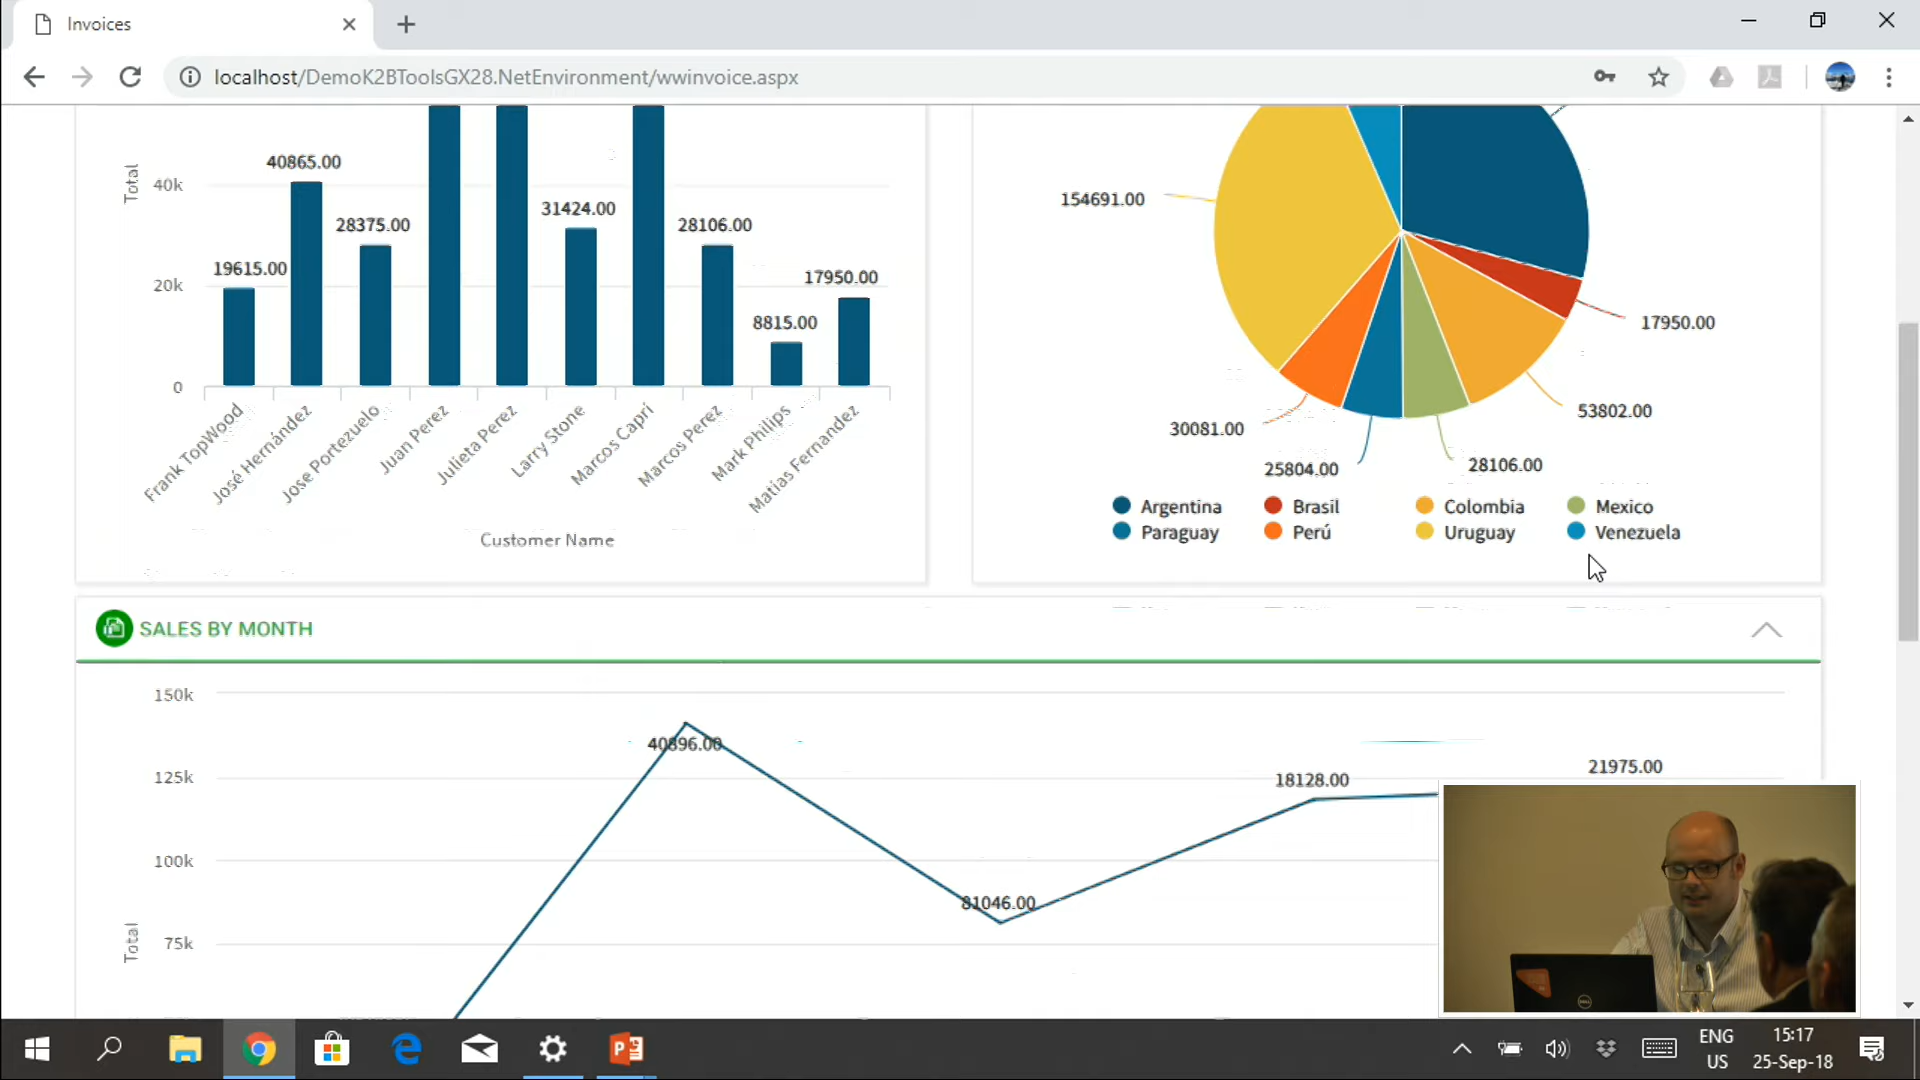 Invoices
localhost/DemoK2BToolsGX28.NetEnvironment/wwinvoice.aspx
Total
40k
20k
0
19615.00
40865.00
28375.00
31424.00
28106.00
8815.00
17950.00
Frank TopWood
José Hernández
Jose Portezuelo
Juan Perez
Julieta Perez
Larry Stone
Marcos Caprí
Marcos Perez
Mark Philips
Matias Fernandez
Customer Name
154691.00
17950.00
53802.00
30081.00
25804.00
28106.00
Argentina
Brasil
Colombia
Mexico
Paraguay
Perú
Uruguay
Venezuela
SALES BY MONTH
150k
125k
100k
75k
Total
40896.00
81046.00
18128.00
21975.00
DELL
ENG
US
15:17
25-Sep-18